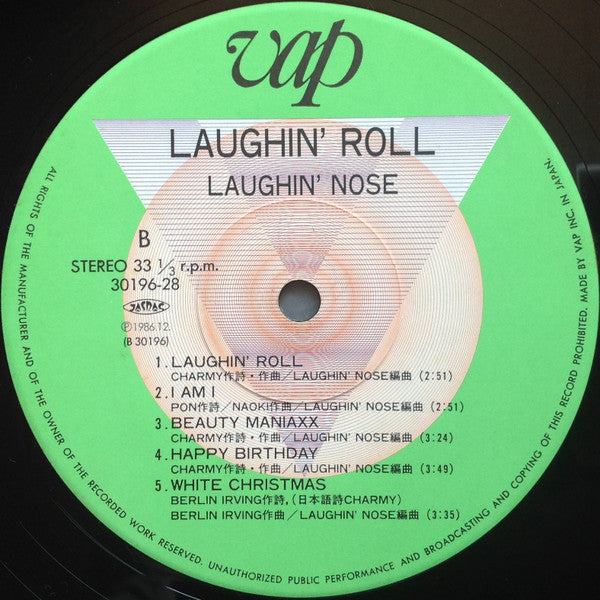 vap
LAUGHIN' ROLL
LAUGHIN' NOSE
B
STEREO 33 1/3 r.p.m.
30196-28
JASRAC
Ⓟ1986.12.
(B 30196)
1. LAUGHIN' ROLL
CHARMY作詩・作曲/LAUGHIN' NOSE編曲 (2:51)
2. I AM I
PON作詩/NAOKI作曲/LAUGHIN' NOSE編曲 (2:51)
3. BEAUTY MANIAXX
CHARMY作詩・作曲/LAUGHIN' NOSE編曲 (3:24)
4. HAPPY BIRTHDAY
CHARMY作詩・作曲/LAUGHIN' NOSE編曲 (3:49)
5. WHITE CHRISTMAS
BERLIN IRVING作詩,(日本語詩CHARMY)
BERLIN IRVING作曲/LAUGHIN' NOSE編曲 (3:35)
ALL RIGHTS OF THE MANUFACTURER AND OF THE OWNER OF THE RECORDED WORK RESERVED. UNAUTHORIZED PUBLIC PERFORMANCE AND BROADCASTING AND COPYING OF THIS RECORD PROHIBITED. MADE BY VAP INC. IN JAPAN.